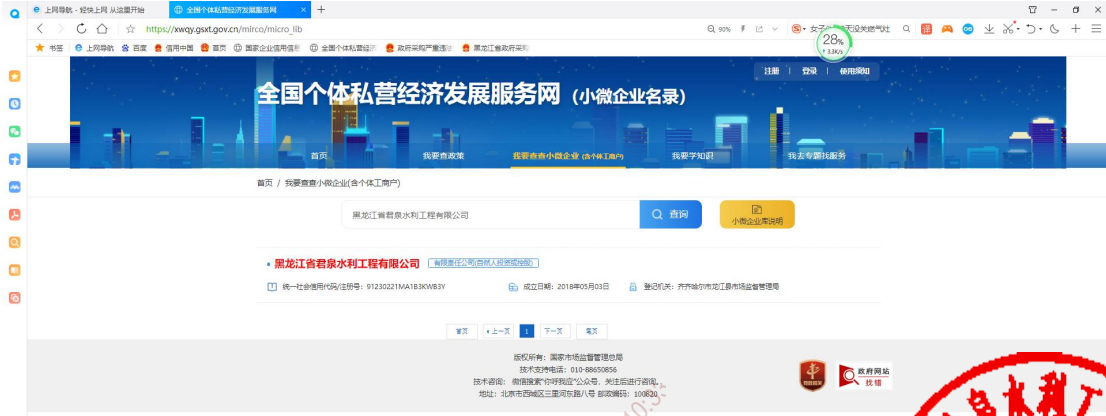 上网导航 - 轻快上网 从这里开始
全国个体私营经济发展服务网
https://xwqy.gsxt.gov.cn/mirco/micro_lib
90%
28%
3.3K/s
书签 上网导航 百度 信用中国 首页 国家企业信用信息 全国个体私营经济 政府采购严重违法 黑龙江省政府采购
注册 | 登录 | 使用须知
全国个体私营经济发展服务网 (小微企业名录)
首页 我要查政策 我要查查小微企业 (含个体工商户) 我要学知识 我去专题找服务
首页 / 我要查查小微企业(含个体工商户)
黑龙江省君泉水利工程有限公司 查询 小微企业库说明
黑龙江省君泉水利工程有限公司 有限责任公司(自然人投资或控股)
统一社会信用代码/注册号：91230221MA1B3KWB3Y 成立日期：2018年05月03日 登记机关：齐齐哈尔市龙江县市场监督管理局
首页 上一页 1 下一页 尾页
版权所有：国家市场监督管理总局
技术支持电话：010-88650856
技术咨询： 微信搜索“你呼我应”公众号，关注后进行咨询。
地址：北京市西城区三里河东路八号 邮政编码：100820
政府网站
找错
水利